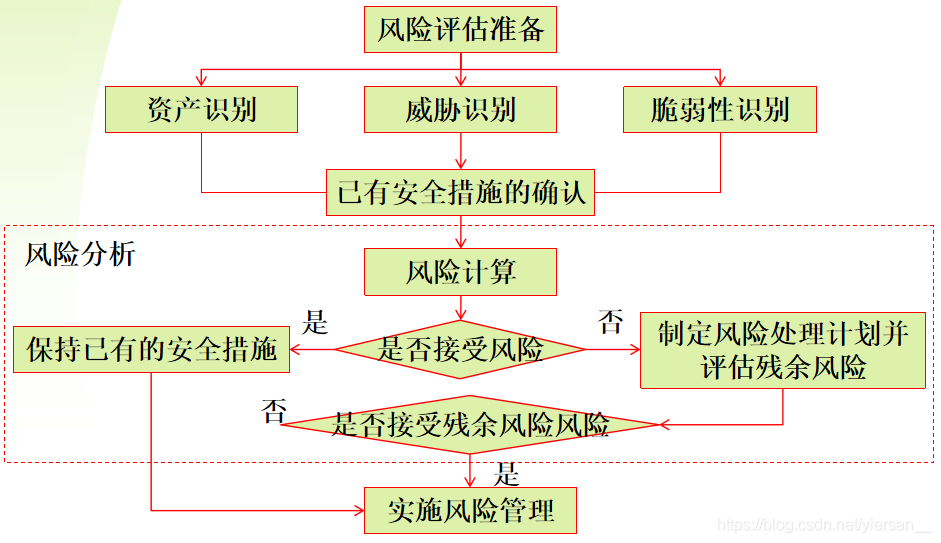 风险评估准备
资产识别
威胁识别
脆弱性识别
已有安全措施的确认
风险分析
风险计算
是
否
保持已有的安全措施
是否接受风险
制定风险处理计划并
评估残余风险
否
是否接受残余风险风险
是
实施风险管理
https://blog.csdn.net/yiersan__